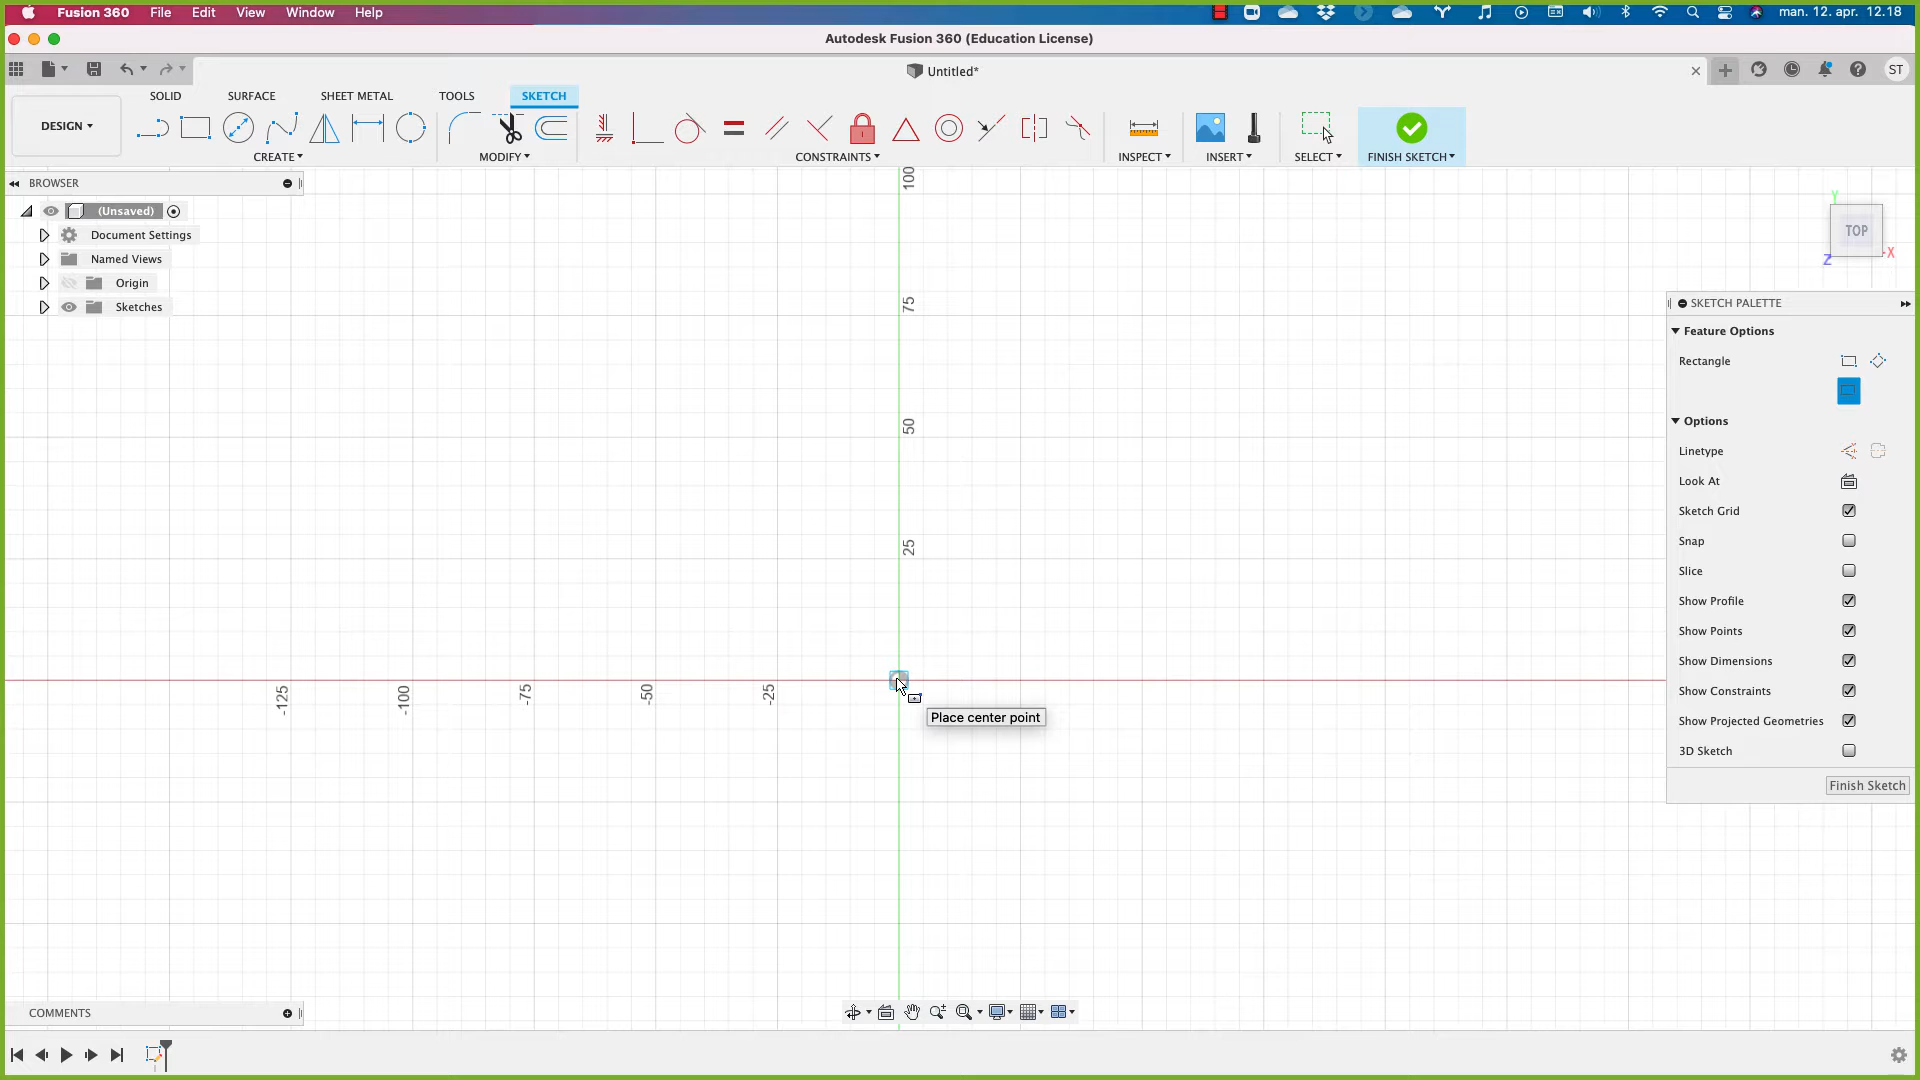 Fusion 360 File Edit View Window Help man. 12. apr. 12.18
Autodesk Fusion 360 (Education License)
Untitled*
ST
SOLID SURFACE SHEET METAL TOOLS SKETCH
DESIGN
CREATE MODIFY CONSTRAINTS INSPECT INSERT SELECT FINISH SKETCH
BROWSER
(Unsaved)
Document Settings
Named Views
Origin
Sketches
100
75
50
25
-125 -100 -75 -50 -25
Place center point
Y
TOP
Z
-X
SKETCH PALETTE
Feature Options
Rectangle
Options
Linetype
Look At
Sketch Grid
Snap
Slice
Show Profile
Show Points
Show Dimensions
Show Constraints
Show Projected Geometries
3D Sketch
Finish Sketch
COMMENTS